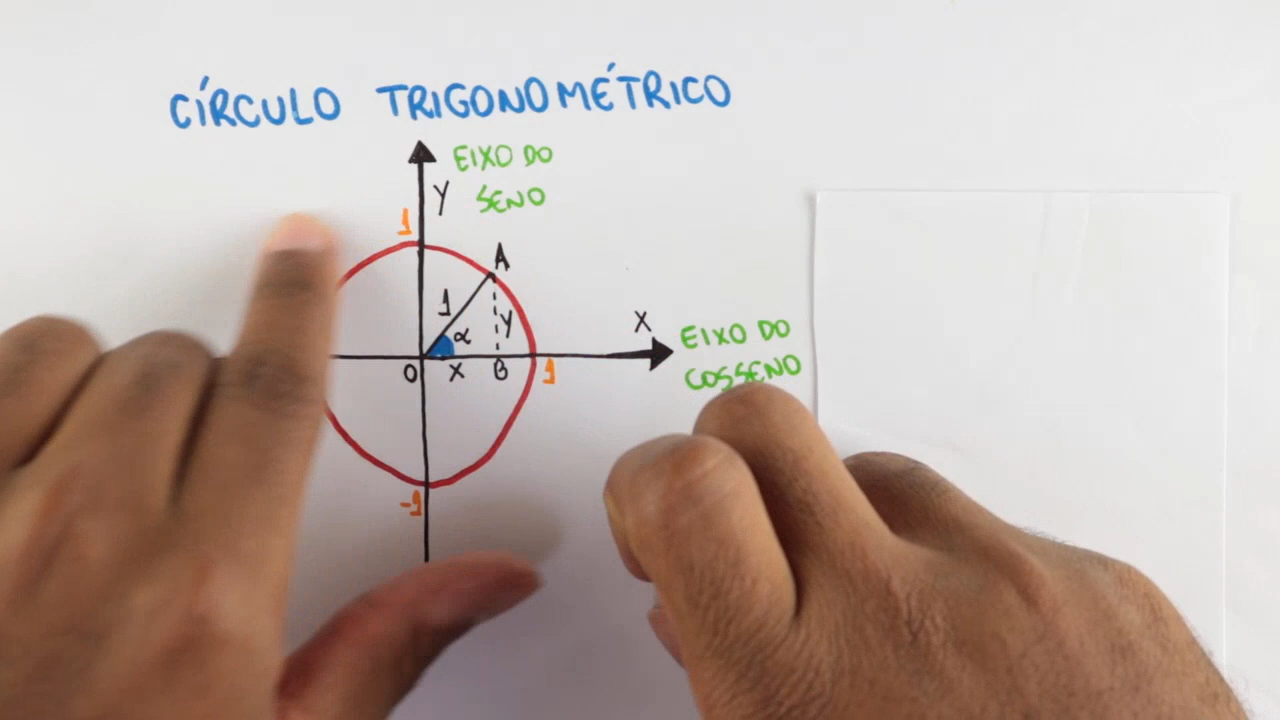 CÍRCULO TRIGONOMÉTRICO
EIXO DO
SENO
Y
1
A
1
Y
α
X
EIXO DO
COSSENO
O
X
B
1
-1